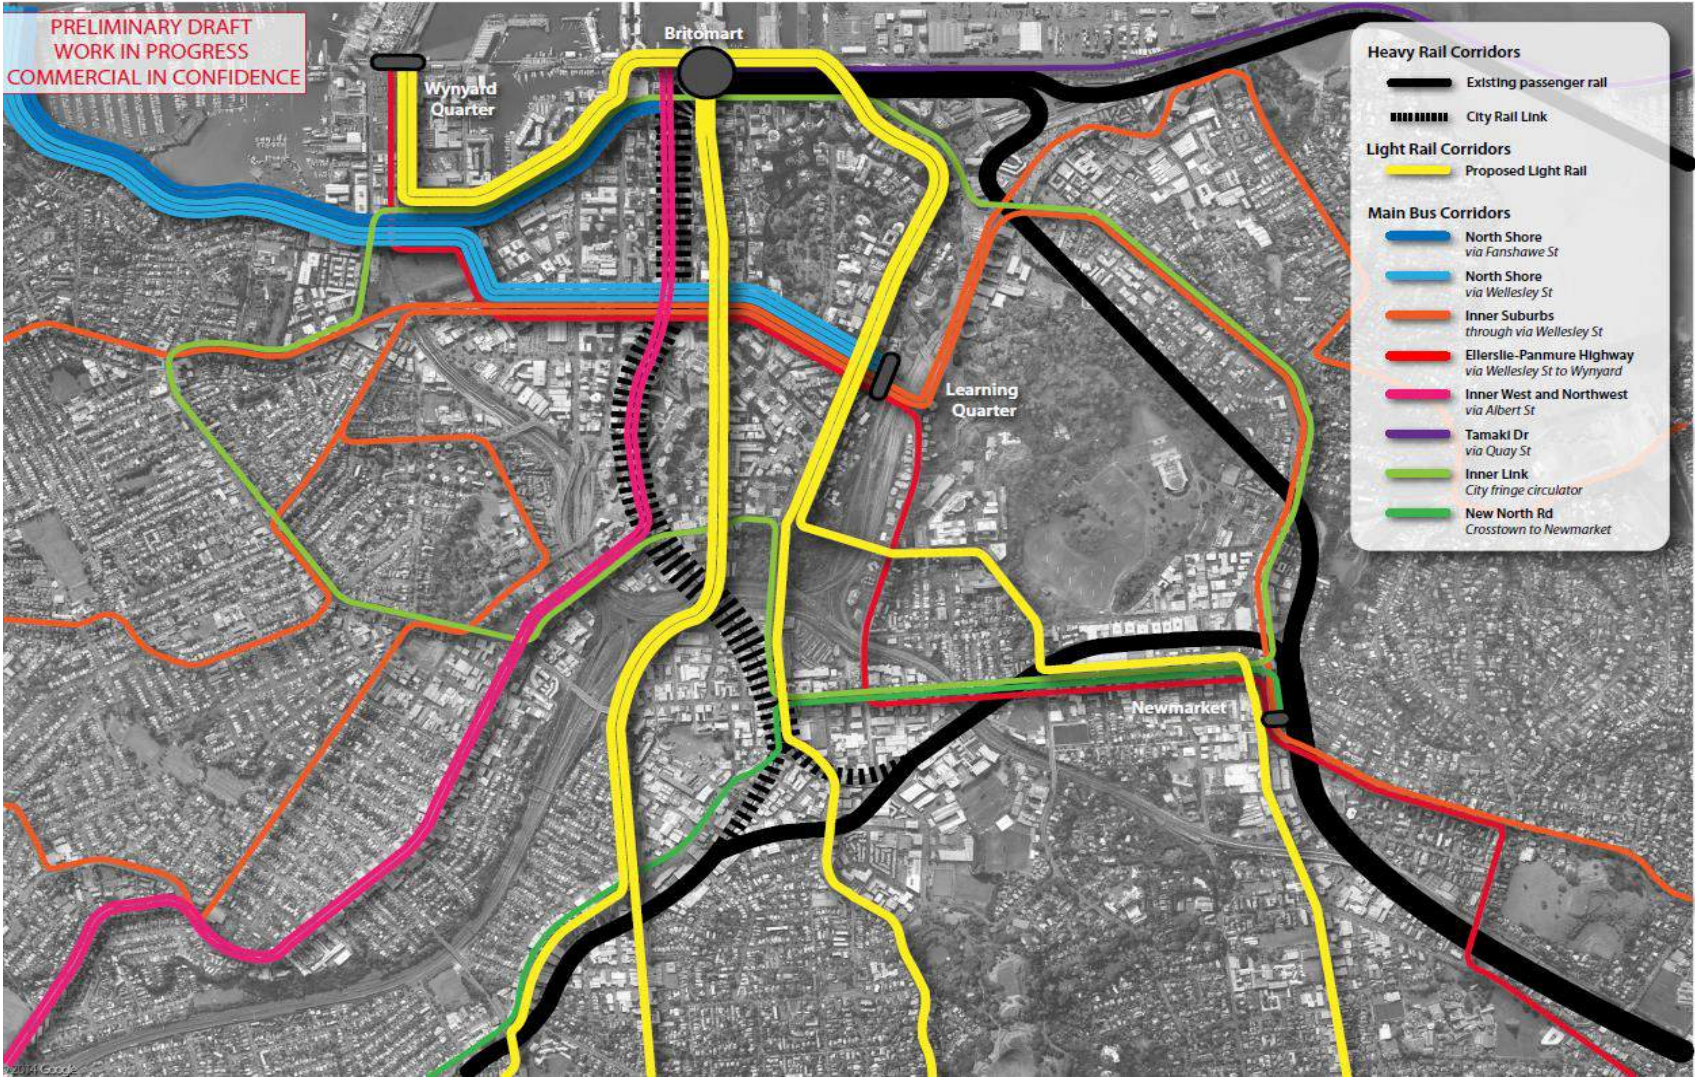 PRELIMINARY DRAFT
WORK IN PROGRESS
COMMERCIAL IN CONFIDENCE
Britomart
Wynyard
Quarter
Learning
Quarter
Newmarket
Heavy Rail Corridors
Existing passenger rail
City Rail Link
Light Rail Corridors
Proposed Light Rail
Main Bus Corridors
North Shore
via Fanshawe St
North Shore
via Wellesley St
Inner Suburbs
through via Wellesley St
Ellerslie-Panmure Highway
via Wellesley St to Wynyard
Inner West and Northwest
via Albert St
Tamaki Dr
via Quay St
Inner Link
City fringe circulator
New North Rd
Crosstown to Newmarket
2014 Google